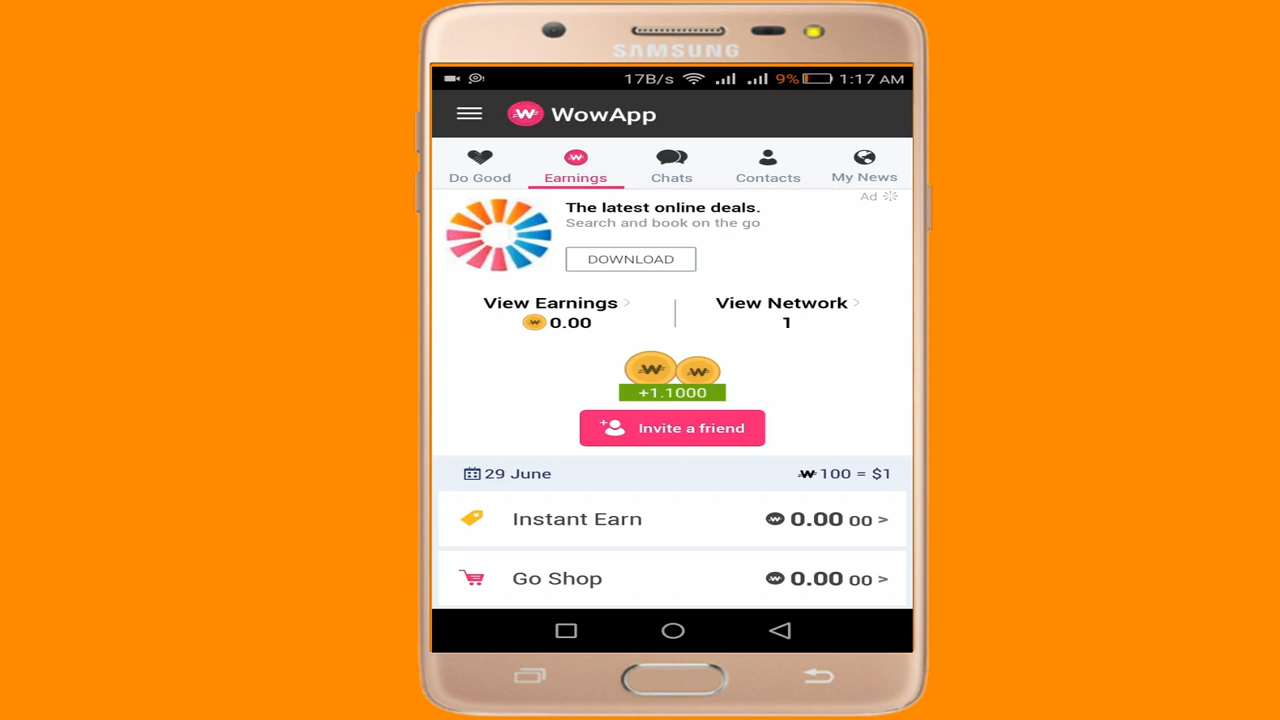 SAMSUNG
17B/s 9% 1:17 AM
WowApp
Do Good Earnings Chats Contacts My News
Ad
The latest online deals.
Search and book on the go
DOWNLOAD
View Earnings > View Network >
0.00 1
+1.1000
Invite a friend
29 June W 100 = $1
Instant Earn 0.00 00 >
Go Shop 0.00 00 >